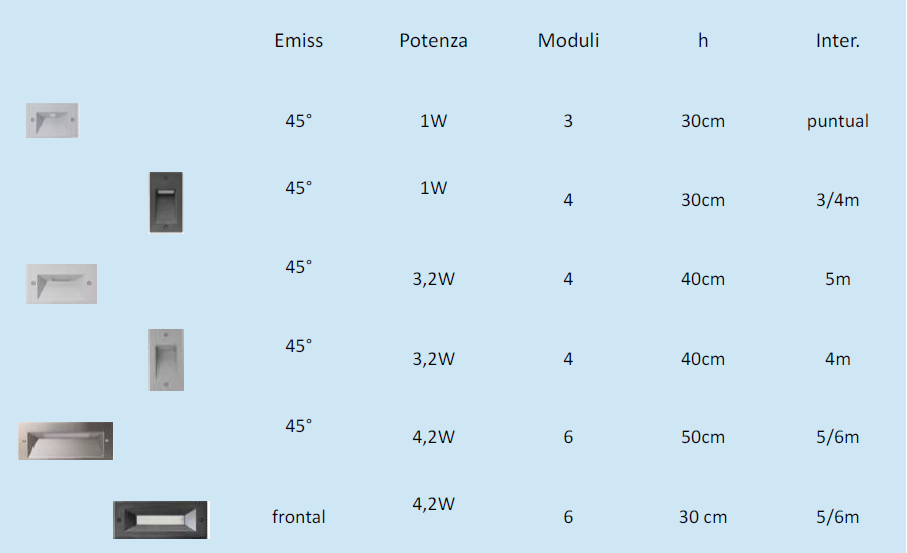 Emiss Potenza Moduli h Inter.
45° 1W 3 30cm puntual
45° 1W 4 30cm 3/4m
45° 3,2W 4 40cm 5m
45° 3,2W 4 40cm 4m
45° 4,2W 6 50cm 5/6m
frontal 4,2W 6 30 cm 5/6m